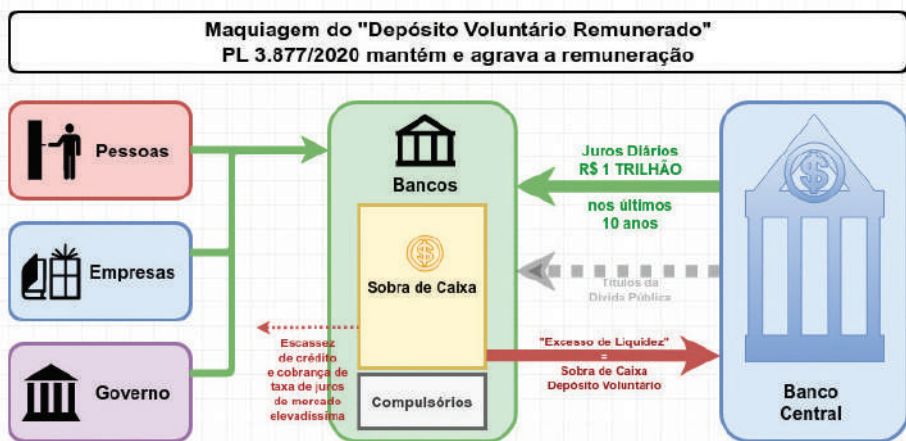 Maquiagem do "Depósito Voluntário Remunerado"
PL 3.877/2020 mantém e agrava a remuneração
Pessoas
Empresas
Governo
Bancos
Sobra de Caixa
Compulsórios
Escassez
de crédito
e cobrança de
taxa de juros
de mercado
elevadíssima
Juros Diários
R$ 1 TRILHÃO
nos últimos
10 anos
Títulos da
Dívida Pública
"Excesso de Liquidez"
=
Sobra de Caixa
Depósito Voluntário
Banco
Central